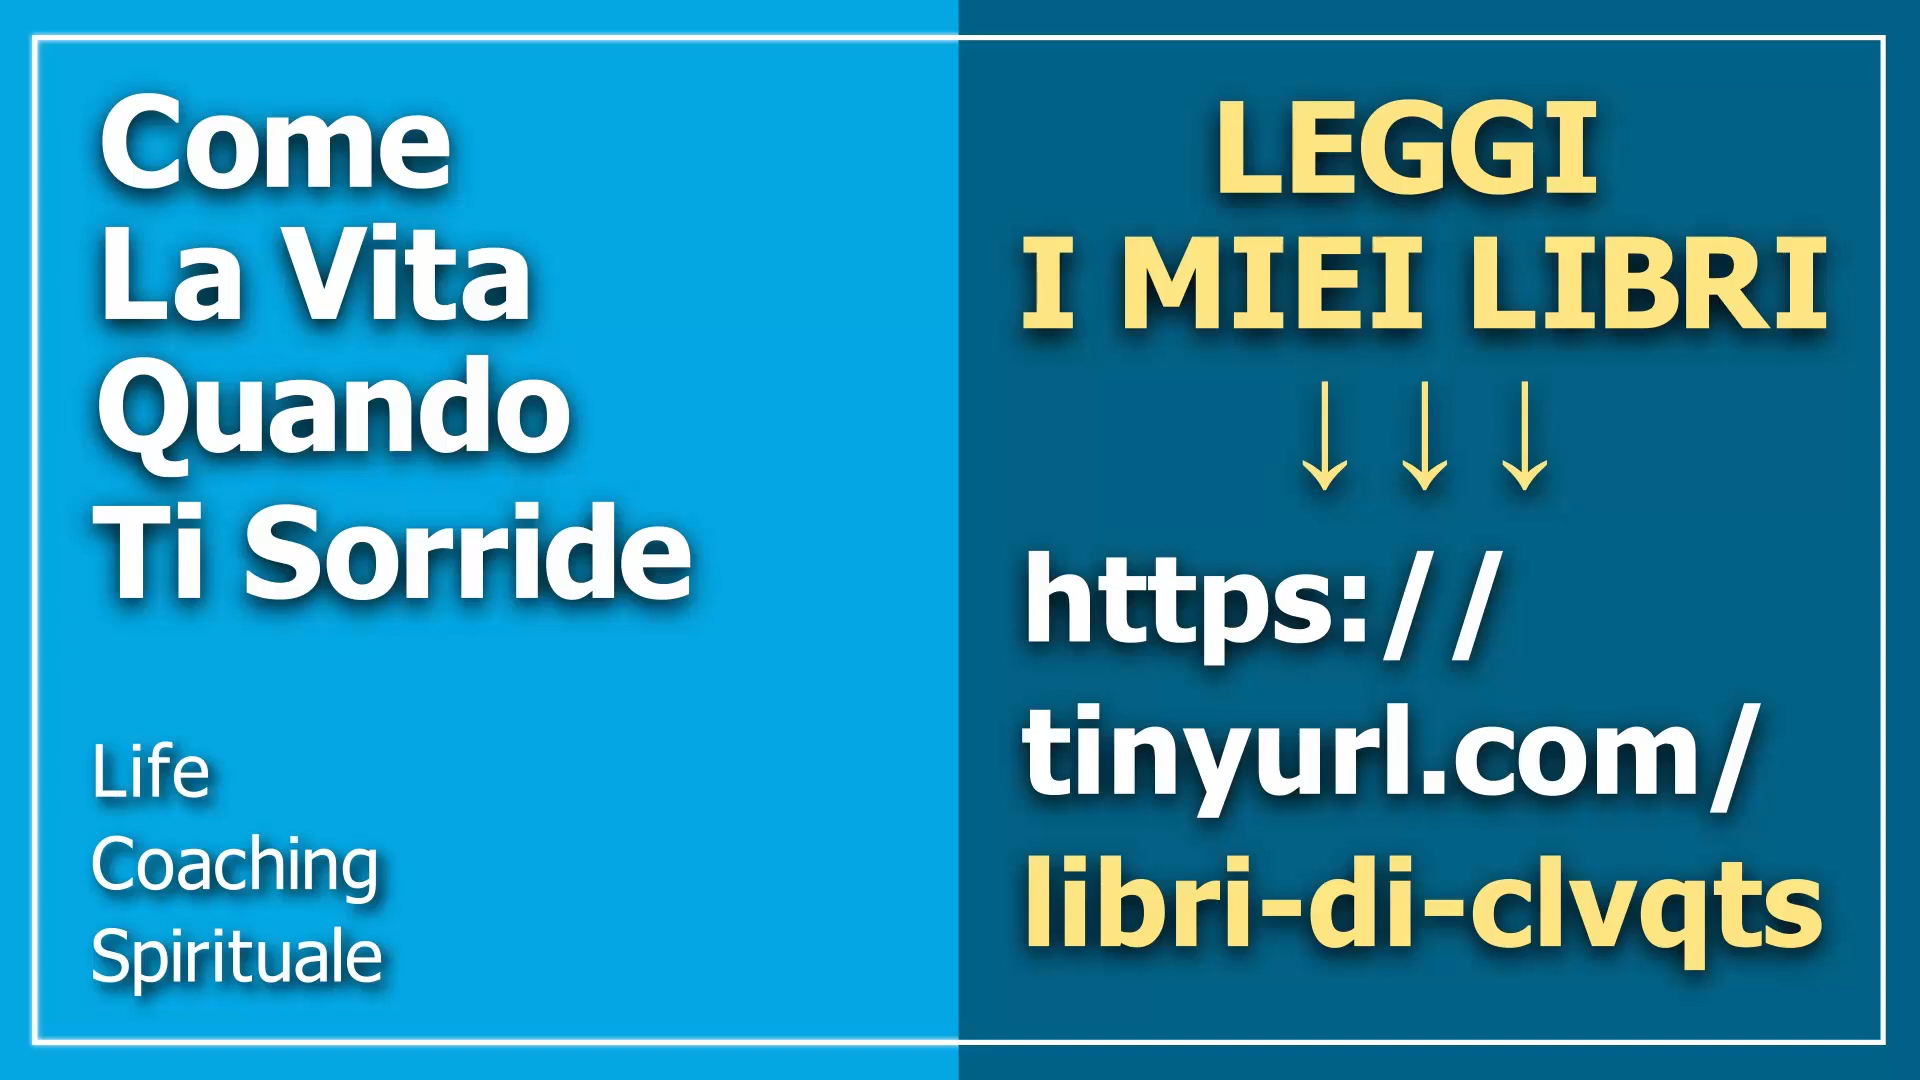 Come
La Vita
Quando
Ti Sorride
Life
Coaching
Spirituale
LEGGI
I MIEI LIBRI
↓ ↓ ↓
https://
tinyurl.com/
libri-di-clvqts